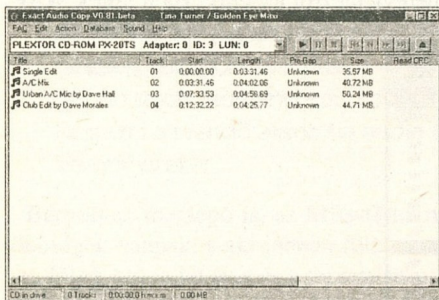 Exact Audio Copy V0.81 beta - Tina Turner / Golden Eye Maxi
EAC Edit Action Database Sound Help
PLEXTOR CD-ROM PX-20TS Adapter: 0 ID: 3 LUN: 0
Title Track Start Length Pre-Gap Size Read CRC
Single Edit 01 0:00:00.00 0:03:31.46 Unknown 35.57 MB
A/C Mix 02 0:03:31.46 0:04:02.06 Unknown 40.72 MB
Urban A/C Mix by Dave Hall 03 0:07:33.53 0:04:58.69 Unknown 50.24 MB
Club Edit by Dave Morales 04 0:12:32.22 0:04:25.77 Unknown 44.71 MB
CD in drive 0 Tracks 0:00:00.0 hours 0.00 MB